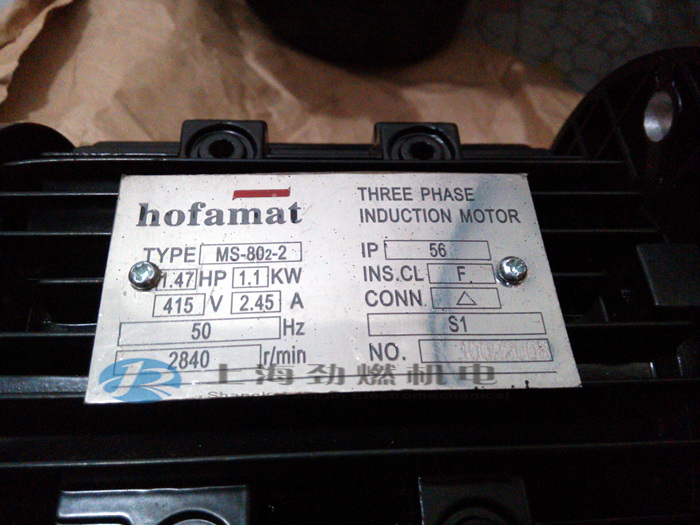 hofamat
THREE PHASE
INDUCTION MOTOR
TYPE MS-802-2
1.47 HP 1.1 KW
415 V 2.45 A
50 Hz
2840 r/min
IP 56
INS.CL F
CONN. △
S1
NO.
上海劲燃机电